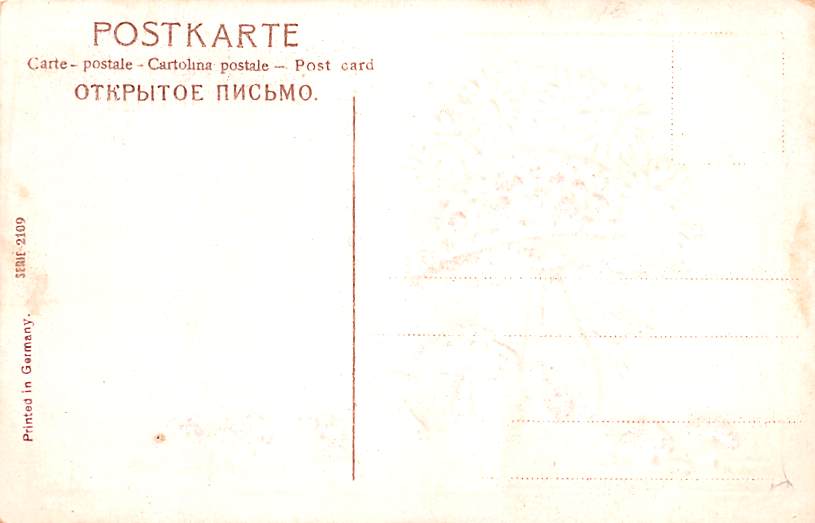 POSTKARTE
Carte - postale - Cartolina postale - Post card
ОТКРЫТОЕ ПИСЬМО.
SERIE 2109
Printed in Germany.